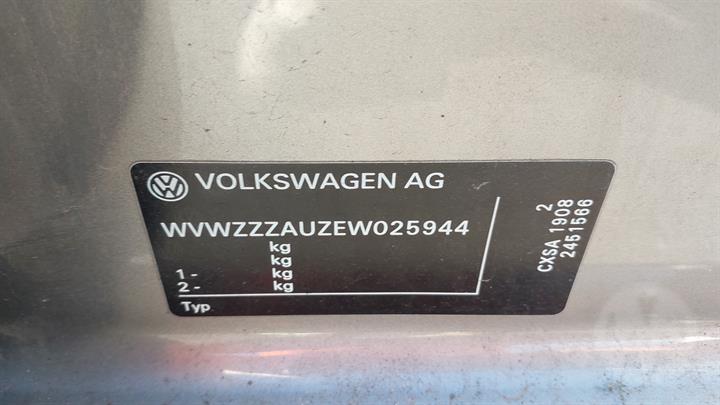 VOLKSWAGEN AG
WVWZZZAUZEW025944
kg
kg
1 - kg
2 - kg
Typ
2
CXSA 1908
2451566